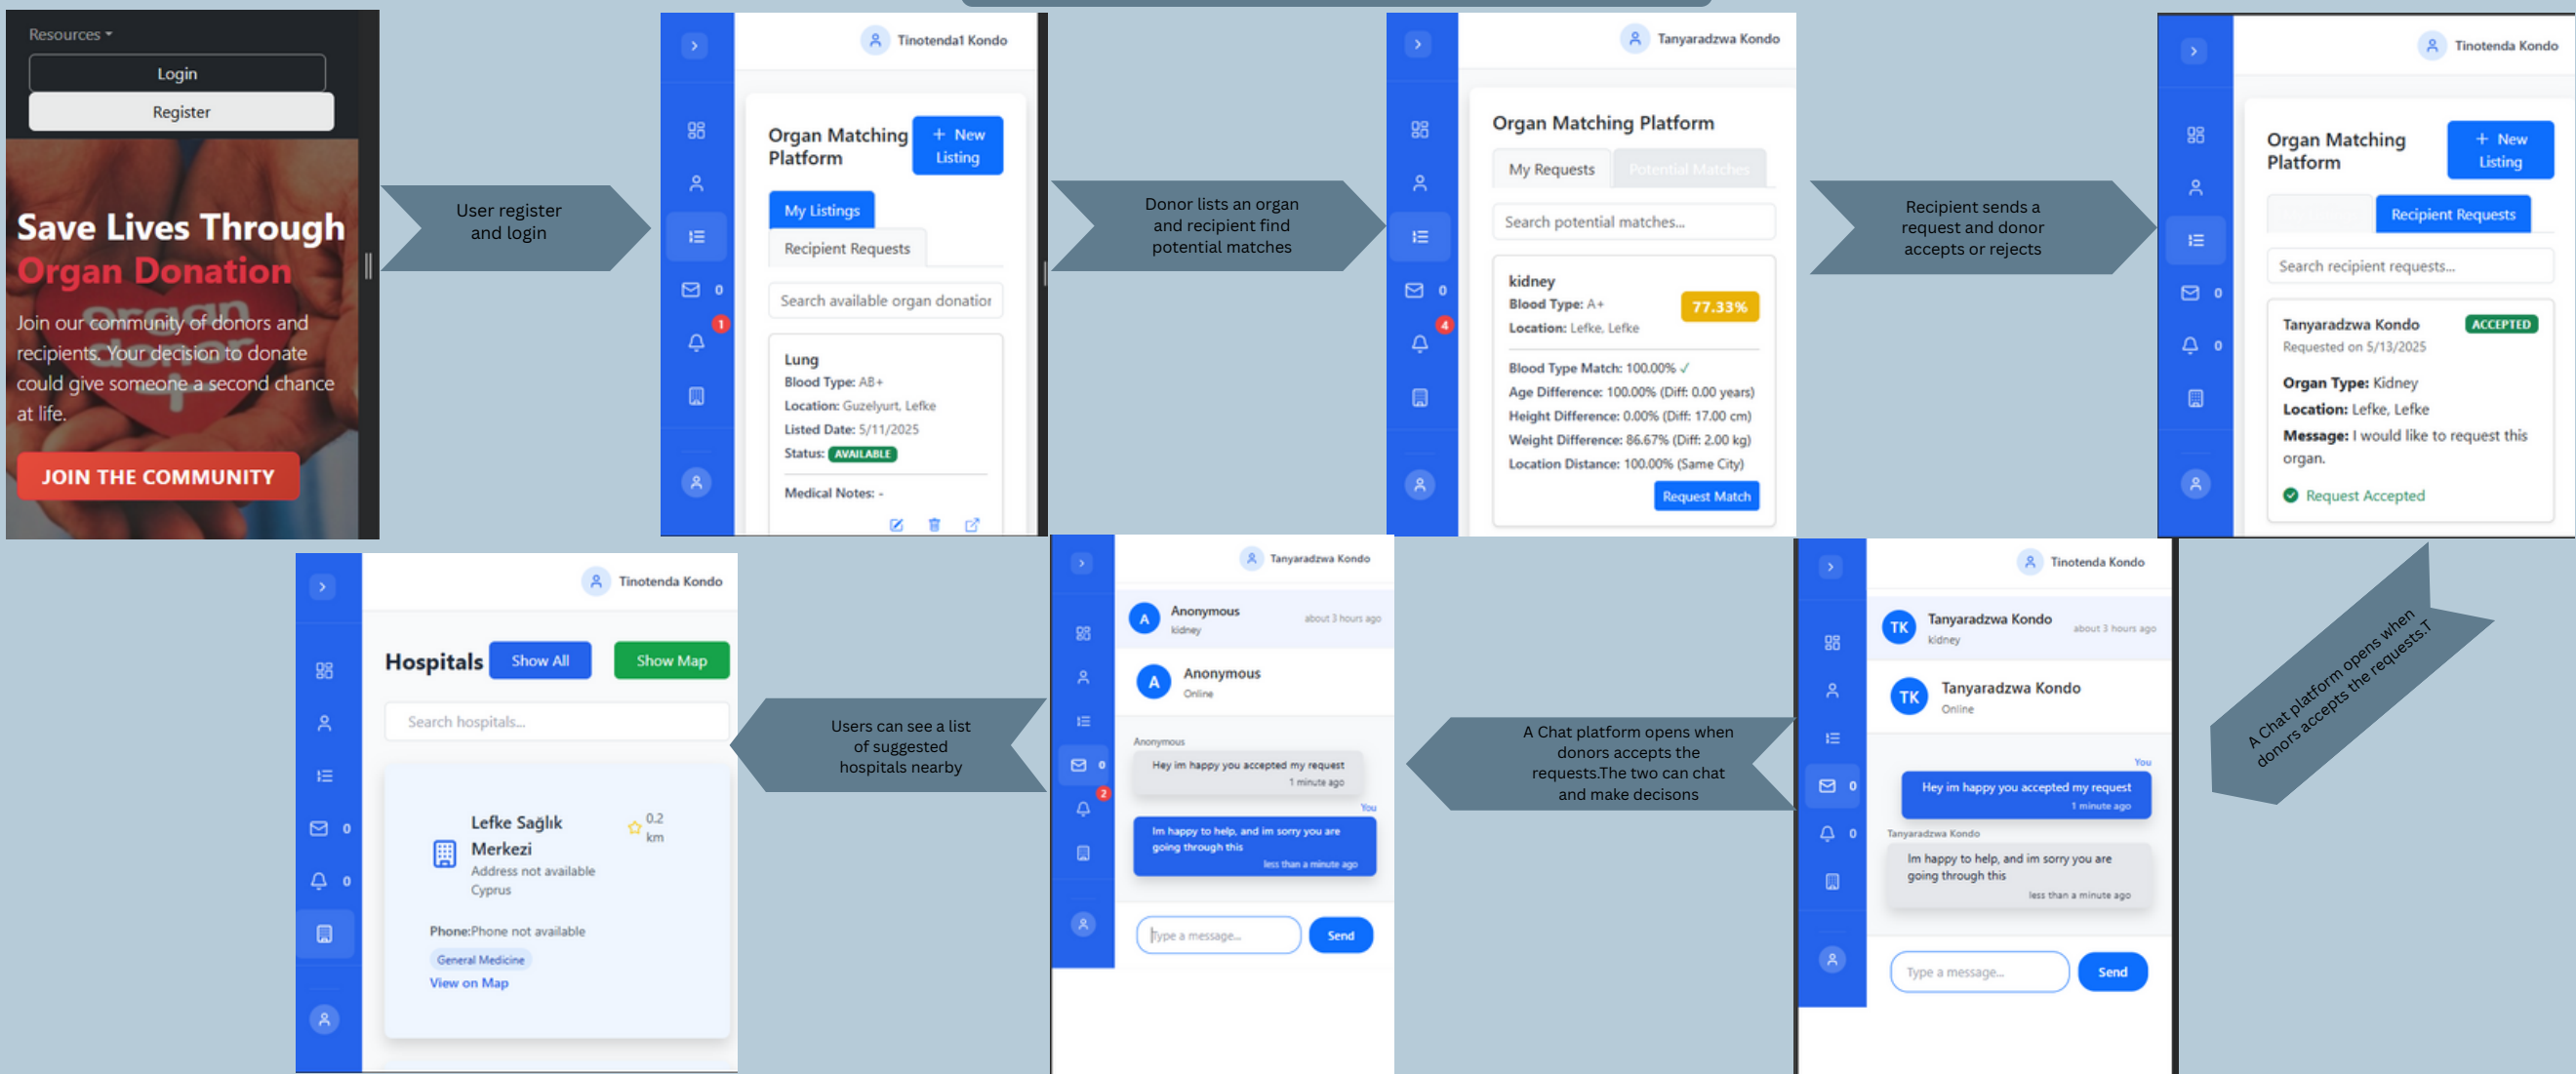 Resources
Login
Register
Save Lives Through
Organ Donation
organ
donor
Join our community of donors and
recipients. Your decision to donate
could give someone a second chance
at life.
JOIN THE COMMUNITY
User register
and login
Tinotenda1 Kondo
Organ Matching
Platform
+ New
Listing
My Listings
Recipient Requests
Search available organ donation
0
1
Lung
Blood Type: AB+
Location: Guzelyurt, Lefke
Listed Date: 5/11/2025
Status: AVAILABLE
Medical Notes: -
Donor lists an organ
and recipient find
potential matches
Tanyaradzwa Kondo
Organ Matching Platform
My Requests
Potential Matches
Search potential matches...
0
4
kidney
Blood Type: A+
Location: Lefke, Lefke
77.33%
Blood Type Match: 100.00% ✓
Age Difference: 100.00% (Diff: 0.00 years)
Height Difference: 0.00% (Diff: 17.00 cm)
Weight Difference: 86.67% (Diff: 2.00 kg)
Location Distance: 100.00% (Same City)
Request Match
Recipient sends a
request and donor
accepts or rejects
Tinotenda Kondo
Organ Matching
Platform
+ New
Listing
Recipient Requests
Search recipient requests...
0
0
Tanyaradzwa Kondo
ACCEPTED
Requested on 5/13/2025
Organ Type: Kidney
Location: Lefke, Lefke
Message: I would like to request this
organ.
Request Accepted
A Chat platform opens when
donors accepts the requests.T
Tinotenda Kondo
TK
Tanyaradzwa Kondo
kidney
about 3 hours ago
TK
Tanyaradzwa Kondo
Online
You
Hey im happy you accepted my request
1 minute ago
Tanyaradzwa Kondo
Im happy to help, and im sorry you are
going through this
less than a minute ago
0
0
Type a message...
Send
A Chat platform opens when
donors accepts the
requests.The two can chat
and make decisons
Tanyaradzwa Kondo
A
Anonymous
kidney
about 3 hours ago
A
Anonymous
Online
Anonymous
Hey im happy you accepted my request
1 minute ago
You
Im happy to help, and im sorry you are
going through this
less than a minute ago
0
2
Type a message...
Send
Users can see a list
of suggested
hospitals nearby
Tinotenda Kondo
Hospitals
Show All
Show Map
Search hospitals...
Lefke Sağlık
Merkezi
0.2
km
Address not available
Cyprus
Phone:Phone not available
General Medicine
View on Map
0
0